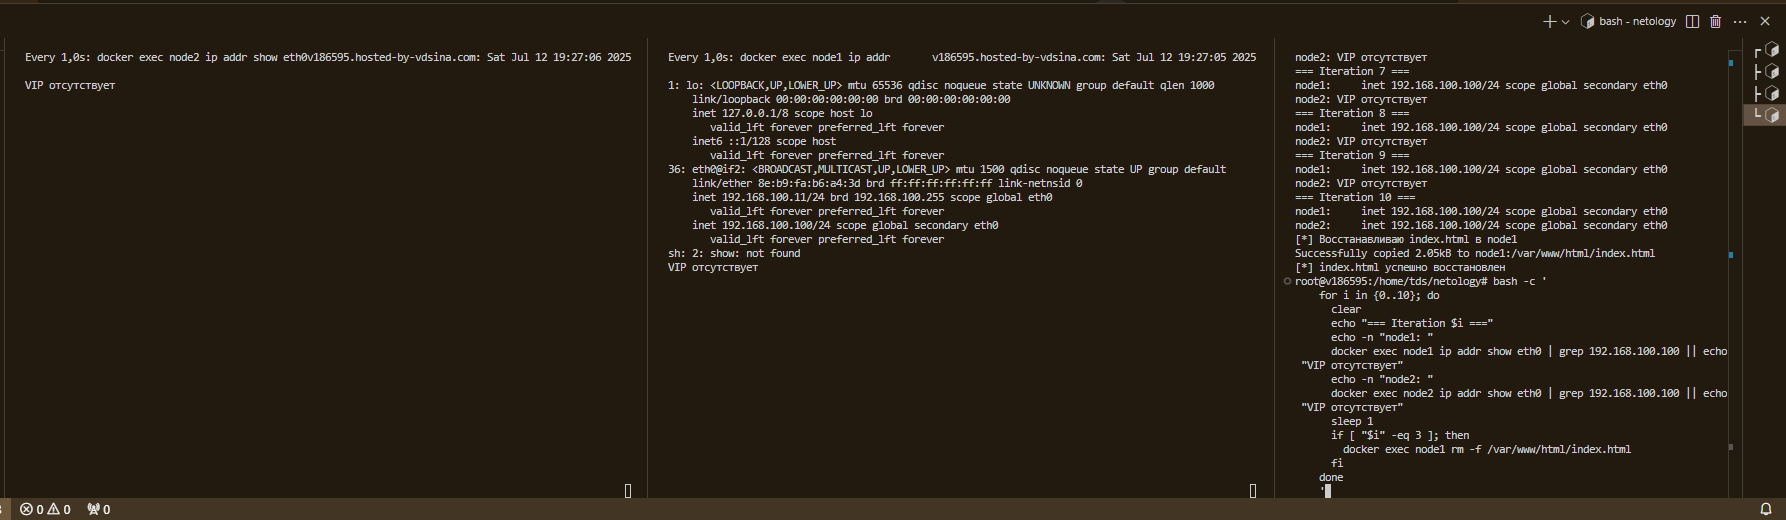 bash - netology
Every 1,0s: docker exec node2 ip addr show eth0v186595.hosted-by-vdsina.com: Sat Jul 12 19:27:06 2025
VIP отсутствует
Every 1,0s: docker exec node1 ip addr      v186595.hosted-by-vdsina.com: Sat Jul 12 19:27:05 2025
1: lo: <LOOPBACK,UP,LOWER_UP> mtu 65536 qdisc noqueue state UNKNOWN group default qlen 1000
    link/loopback 00:00:00:00:00:00 brd 00:00:00:00:00:00
    inet 127.0.0.1/8 scope host lo
       valid_lft forever preferred_lft forever
    inet6 ::1/128 scope host
       valid_lft forever preferred_lft forever
36: eth0@if2: <BROADCAST,MULTICAST,UP,LOWER_UP> mtu 1500 qdisc noqueue state UP group default
    link/ether 8e:b9:fa:b6:a4:3d brd ff:ff:ff:ff:ff:ff link-netnsid 0
    inet 192.168.100.11/24 brd 192.168.100.255 scope global eth0
       valid_lft forever preferred_lft forever
    inet 192.168.100.100/24 scope global secondary eth0
       valid_lft forever preferred_lft forever
sh: 2: show: not found
VIP отсутствует
node2: VIP отсутствует
=== Iteration 7 ===
node1:     inet 192.168.100.100/24 scope global secondary eth0
node2: VIP отсутствует
=== Iteration 8 ===
node1:     inet 192.168.100.100/24 scope global secondary eth0
node2: VIP отсутствует
=== Iteration 9 ===
node1:     inet 192.168.100.100/24 scope global secondary eth0
node2: VIP отсутствует
=== Iteration 10 ===
node1:     inet 192.168.100.100/24 scope global secondary eth0
node2:     inet 192.168.100.100/24 scope global secondary eth0
[*] Восстанавливаю index.html в node1
Successfully copied 2.05kB to node1:/var/www/html/index.html
[*] index.html успешно восстановлен
root@v186595:/home/tds/netology# bash -c '
    for i in {0..10}; do
      clear
      echo "=== Iteration $i ==="
      echo -n "node1: "
      docker exec node1 ip addr show eth0 | grep 192.168.100.100 || echo
 "VIP отсутствует"
      echo -n "node2: "
      docker exec node2 ip addr show eth0 | grep 192.168.100.100 || echo
 "VIP отсутствует"
      sleep 1
      if [ "$i" -eq 3 ]; then
        docker exec node1 rm -f /var/www/html/index.html
      fi
    done
    '
0 0 0